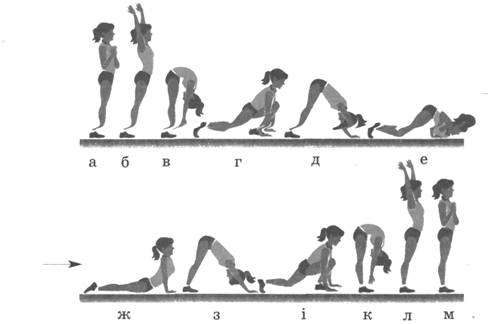 а б в г д е
ж з і к л м